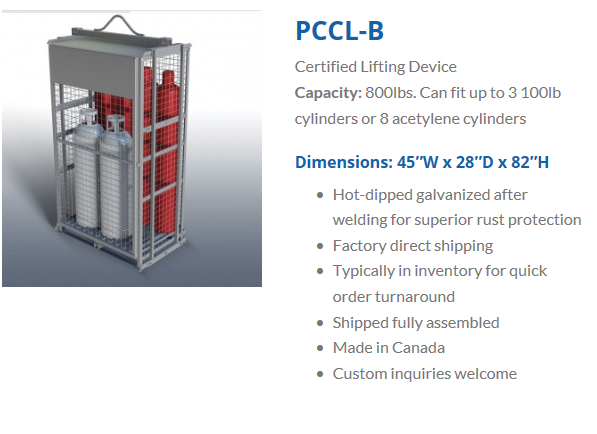 PCCL-B
Certified Lifting Device
Capacity: 800lbs. Can fit up to 3 100lb
cylinders or 8 acetylene cylinders
Dimensions: 45″W x 28″D x 82″H
• Hot-dipped galvanized after
welding for superior rust protection
• Factory direct shipping
• Typically in inventory for quick
order turnaround
• Shipped fully assembled
• Made in Canada
• Custom inquiries welcome